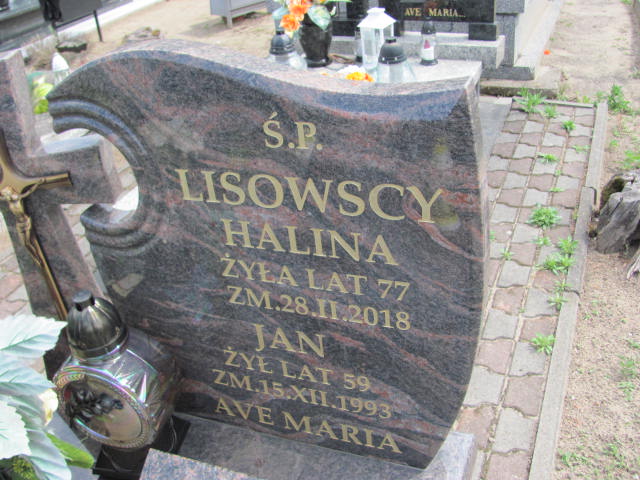 AVE MARIA...
Ś.P.
LISOWSCY
HALINA
ŻYŁA LAT 77
ZM.28.II.2018
JAN
ŻYŁ LAT 59
ZM.15.XII.1993
AVE MARIA